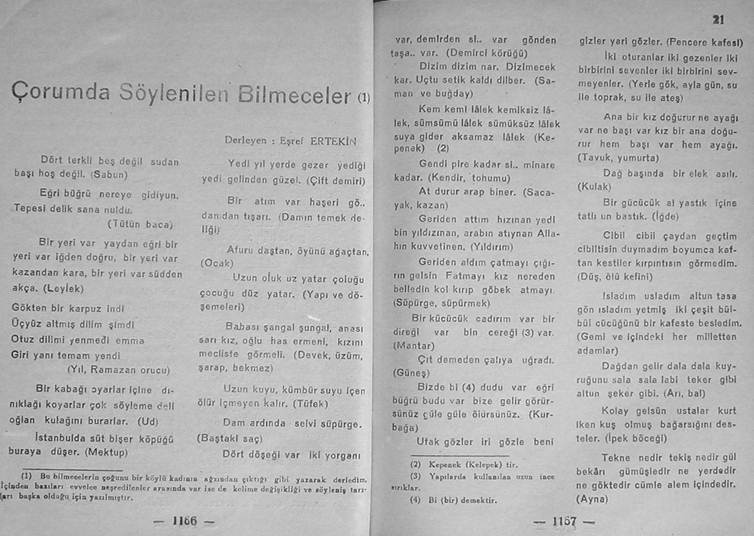 Çorumda Söylenilen Bilmeceler (1)
Derleyen : Eşref ERTEKİN
Dört terkli beş değil sudan
başı hoş değil. (Sabun)
Eğri büğrü nereye gidiyun.
Tepesi delik sana nuldu.
(Tütün baca)
Bir yeri var yaydan eğri bir
yeri var iğden doğru, bir yeri var
kazandan kara, bir yeri var südden
akça. (Leylek)
Gökten bir karpuz indi
Üçyüz altmış dilim şimdi
Otuz dilimi yenmedi emma
Giri yanı temam yendi
(Yıl, Ramazan orucu)
Bir kabağı oyarlar içine dı-
nıklağı koyarlar çok söyleme deli
oğlan kulağını burarlar. (Ud)
İstanbulda süt bişer köpüğü
buraya düşer. (Mektup)
Yedi yıl yerde gezer yediği
yedi gelinden güzel. (Çift demiri)
Bir atım var haşeri gö..
dandan tışarı. (Damın temek de-
liği)
Afuru daştan, öyünü ağaçtan.
(Ocak)
Uzun oluk uz yatar çoluğu
çocuğu düz yatar. (Yapı ve dö-
şemeleri)
Babası şangal şungal, anası
sarı kız, oğlu has ermeni, kızını
mecliste görmeli. (Devek, üzüm,
şarap, bekmez)
Uzun kuyu, kümbür suyu içen
ölür içmeyen kalır. (Tüfek)
Dam ardında selvi süpürge.
(Baştaki saç)
Dört döşeği var iki yorganı
(1) Bu bilmecelerin çoğunu bir köylü kadının ağzından çıktığı gibi yazarak derledim.
İçinden bazıları evvelce neşredilenler arasında var ise de kelime değişikliği ve söyleniş tarz-
ları başka olduğu için yazılmıştır.
— 1166 —
21
var, demirden si.. var gönden
taşa.. var. (Demirci körüğü)
Dizim dizim nar. Dizimecek
kar. Uçtu setik kaldı dilber. (Sa-
man ve buğday)
Kem kemi lâlek kemiksiz lâ-
lek, sümsümü lâlek sümüksüz lâlek
suya gider aksamaz lâlek (Ke-
penek) (2)
Gendi pire kadar si.. minare
kadar. (Kendir, tohumu)
At durur arap biner. (Saca-
yak, kazan)
Geriden attım hızınan yedi
bin yıldızınan, arabın atıynan Alla-
hın kuvvetinen. (Yıldırım)
Geriden aldım çatmayı çığı-
rın gelsin Fatmayı kız nereden
belledin kol kırıp göbek atmayı
(Süpürge, süpürmek)
Bir kücücük cadırım var bir
direği var bin cereği (3) var.
(Mantar)
Çıt demeden çalıya uğradı.
(Güneş)
Bizde bi (4) dudu var eğri
büğrü budu var bize gelir görür-
sünüz güle güle ölürsünüz. (Kur-
bağa)
Ufak gözler iri gözle beni
(2) Kepenek (Kelepek) tir.
(3) Yapılarda kullanılan uzun ince
sırıklar.
(4) Bi (bir) demektir.
gizler yari gözler. (Pencere kafesi)
İki oturanlar iki gezenler iki
birbirini sevenler iki birbirini sev-
meyenler. (Yerle gök, ayla gün, su
ile toprak, su ile ateş)
Ana bir kız doğurur ne ayağı
var ne başı var kız bir ana doğu-
rur hem başı var hem ayağı.
(Tavuk, yumurta)
Dağ başında bir elek asılı.
(Kulak)
Bir gücücük al yastık içine
tatlı un bastık. (İğde)
Cibil cibil çaydan geçtim
cibiltisin duymadım boyumca kaf-
tan kestiler kırpıntısın görmedim.
(Düş, ölü kefini)
Isladım usladım altun tasa
gön ısladım yetmiş iki çeşit bül-
bül cücüğünü bir kafeste besledim.
(Gemi ve içindeki her milletten
adamlar)
Dağdan gelir dala dala kuy-
ruğunu sala sala labi teker gibi
altun şeker gibi. (Arı, bal)
Kolay gelsün ustalar kurt
iken kuş olmuş bağarsığını des-
teler. (İpek böceği)
Tekne nedir tekiş nedir gül
bekârı gümüşledir ne yerdedir
ne göktedir cümle alem içindedir.
(Ayna)
— 1167 —